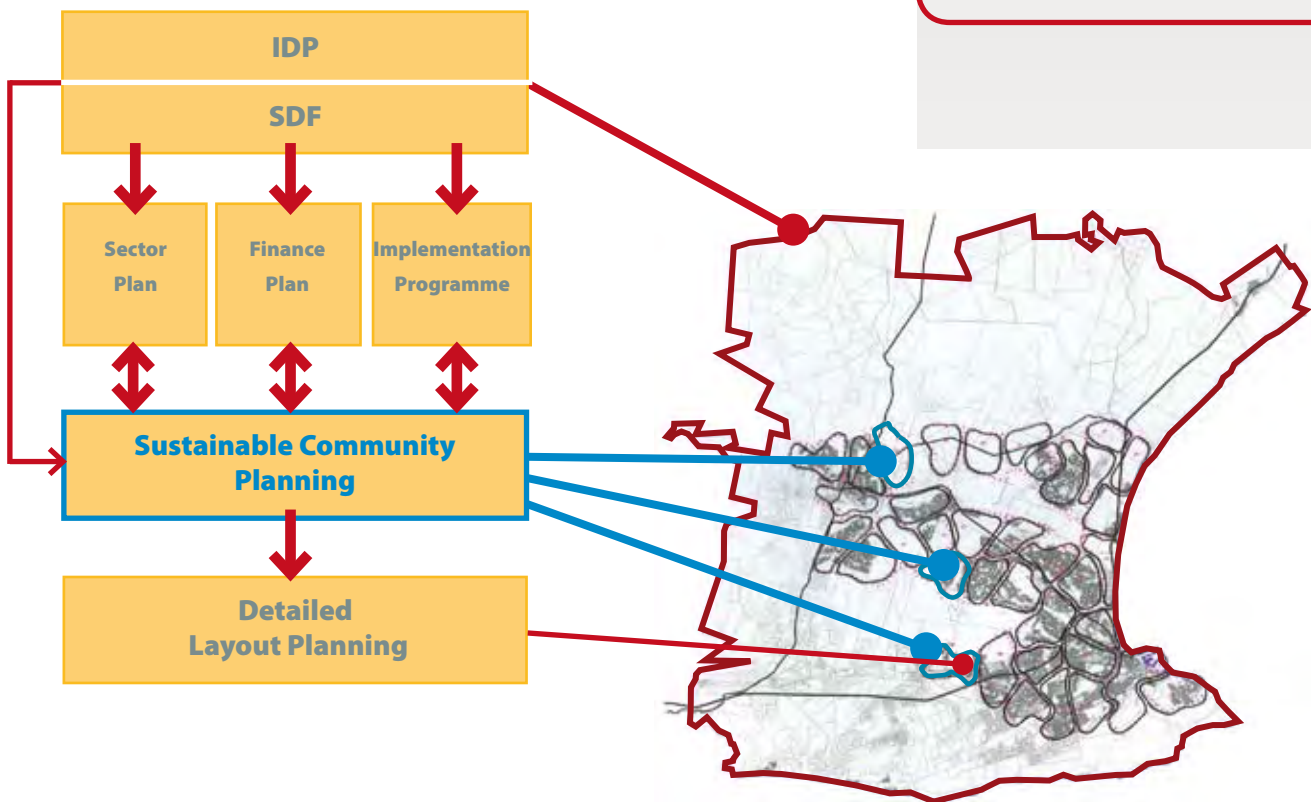 IDP
SDF
Sector
Plan
Finance
Plan
Implementation
Programme
Sustainable Community
Planning
Detailed
Layout Planning